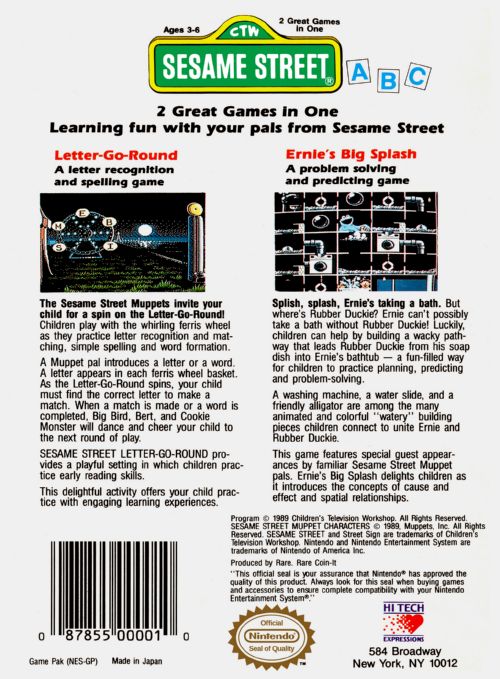 Ages 3-6
CTW
2 Great Games
in One
SESAME STREET®
A B C
2 Great Games in One
Learning fun with your pals from Sesame Street
Letter-Go-Round
A letter recognition
and spelling game
M E B
S I
The Sesame Street Muppets invite your
child for a spin on the Letter-Go-Round!
Children play with the whirling ferris wheel
as they practice letter recognition and mat-
ching, simple spelling and word formation.
A Muppet pal introduces a letter or a word.
A letter appears in each ferris wheel basket.
As the Letter-Go-Round spins, your child
must find the correct letter to make a
match. When a match is made or a word is
completed, Big Bird, Bert, and Cookie
Monster will dance and cheer your child to
the next round of play.
SESAME STREET LETTER-GO-ROUND pro-
vides a playful setting in which children prac-
tice early reading skills.
This delightful activity offers your child prac-
tice with engaging learning experiences.
Ernie's Big Splash
A problem solving
and predicting game
Splish, splash, Ernie's taking a bath. But
where's Rubber Duckie? Ernie can't possibly
take a bath without Rubber Duckie! Luckily,
children can help by building a wacky path-
way that leads Rubber Duckie from his soap
dish into Ernie's bathtub — a fun-filled way
for children to practice planning, predicting
and problem-solving.
A washing machine, a water slide, and a
friendly alligator are among the many
animated and colorful "watery" building
pieces children connect to unite Ernie and
Rubber Duckie.
This game features special guest appear-
ances by familiar Sesame Street Muppet
pals. Ernie's Big Splash delights children as
it introduces the concepts of cause and
effect and spatial relationships.
Program © 1989 Children's Television Workshop. All Rights Reserved.
SESAME STREET MUPPET CHARACTERS © 1989, Muppets, Inc. All Rights
Reserved. SESAME STREET and Street Sign are trademarks of Children's
Television Workshop. Nintendo and Nintendo Entertainment System are
trademarks of Nintendo of America Inc.
Produced by Rare. Rare Coin-It
"This official seal is your assurance that Nintendo® has approved the
quality of this product. Always look for this seal when buying games
and accessories to ensure complete compatibility with your Nintendo
Entertainment System®."
0 87855 00001 0
Game Pak (NES-GP) Made in Japan
Official
Nintendo
Seal of Quality
TM
HI TECH
EXPRESSIONS
584 Broadway
New York, NY 10012